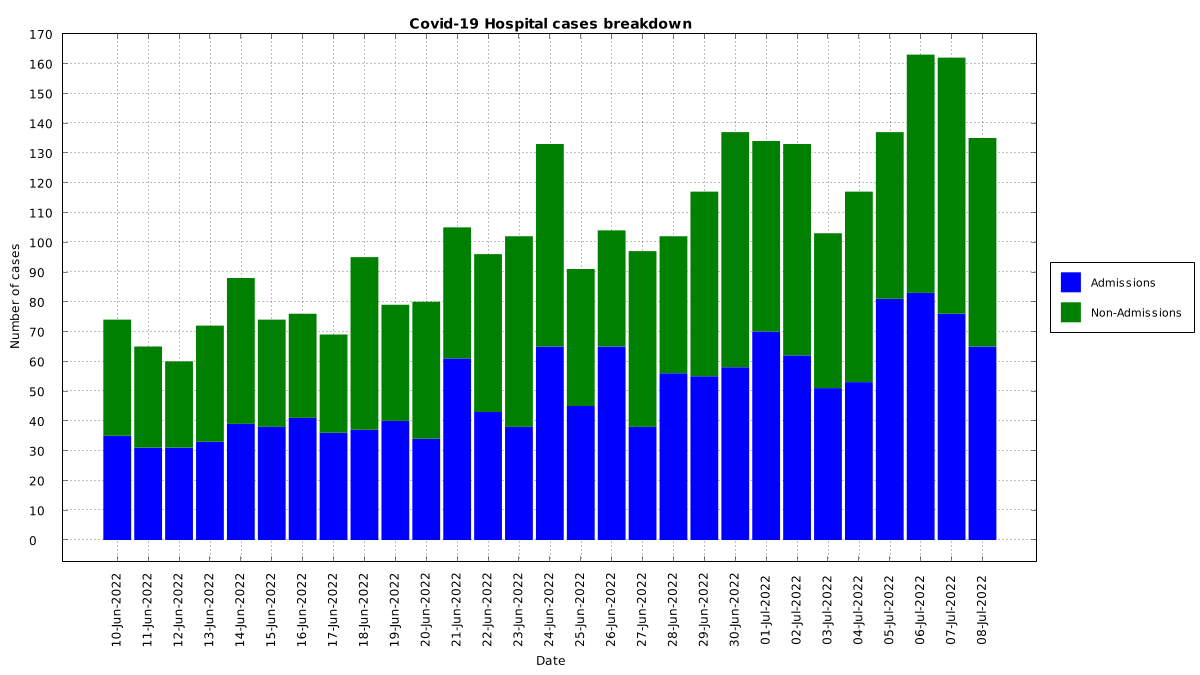 Covid-19 Hospital cases breakdown
170
160
150
140
130
120
110
100
90
80
70
60
50
40
30
20
10
0
Number of cases
10-Jun-2022
11-Jun-2022
12-Jun-2022
13-Jun-2022
14-Jun-2022
15-Jun-2022
16-Jun-2022
17-Jun-2022
18-Jun-2022
19-Jun-2022
20-Jun-2022
21-Jun-2022
22-Jun-2022
23-Jun-2022
24-Jun-2022
25-Jun-2022
26-Jun-2022
27-Jun-2022
28-Jun-2022
29-Jun-2022
30-Jun-2022
01-Jul-2022
02-Jul-2022
03-Jul-2022
04-Jul-2022
05-Jul-2022
06-Jul-2022
07-Jul-2022
08-Jul-2022
Date
Admissions
Non-Admissions